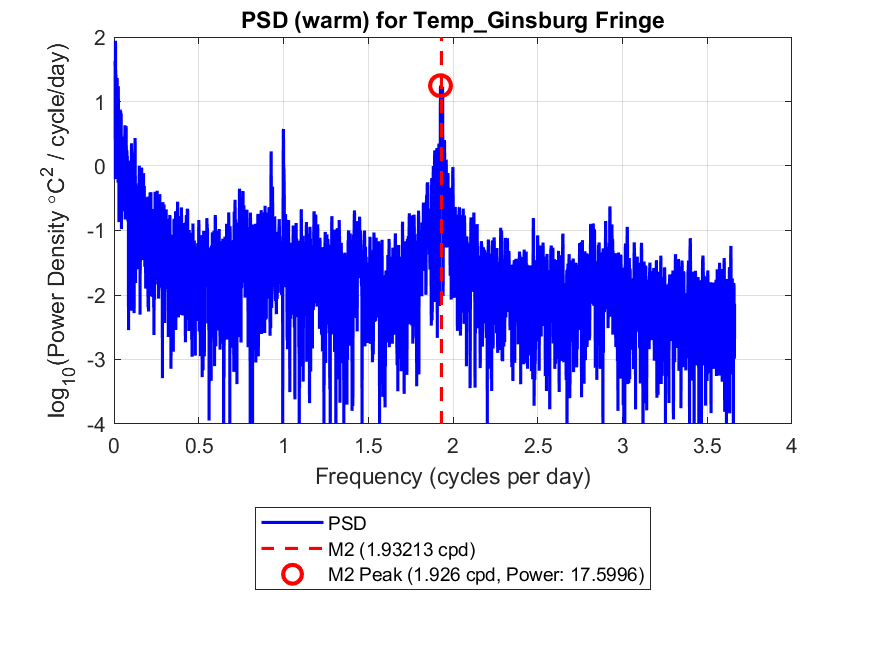 PSD (warm) for Temp_Ginsburg Fringe
log10(Power Density °C2 / cycle/day)
2
1
0
-1
-2
-3
-4
0 0.5 1 1.5 2 2.5 3 3.5 4
Frequency (cycles per day)
PSD
M2 (1.93213 cpd)
M2 Peak (1.926 cpd, Power: 17.5996)